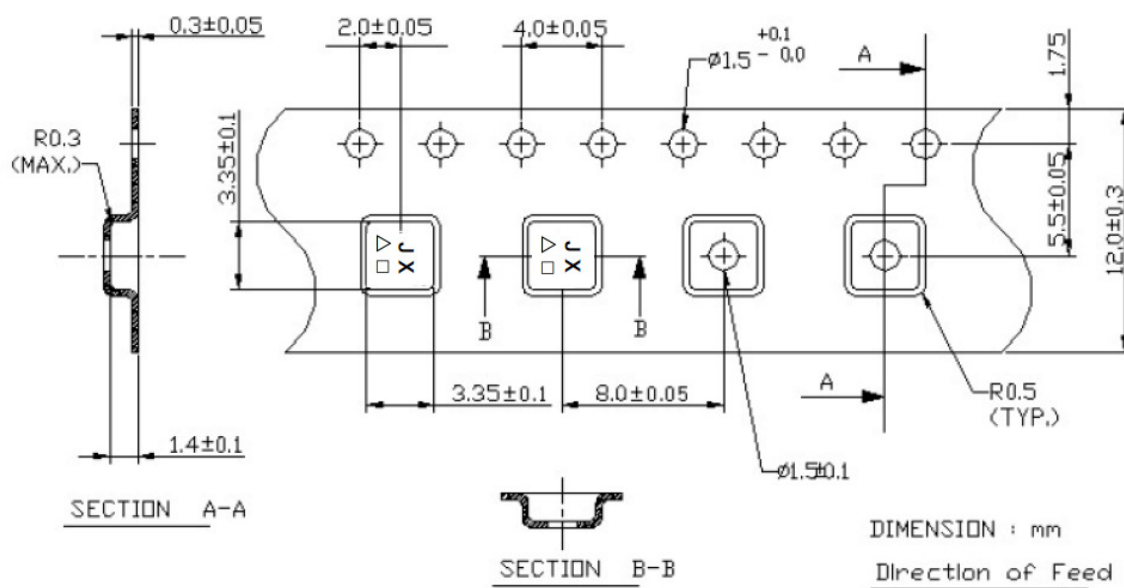 0.3±0.05
2.0±0.05
4.0±0.05
+0.1
ø1.5 - 0.0
A
1.75
R0.3
(MAX.)
3.35±0.1
5.5±0.05
12.0±0.3
J X
△ □
J X
△ □
B
B
3.35±0.1
8.0±0.05
A
R0.5
(TYP.)
1.4±0.1
ø1.5±0.1
SECTION A-A
SECTION B-B
DIMENSION : mm
Direction of Feed